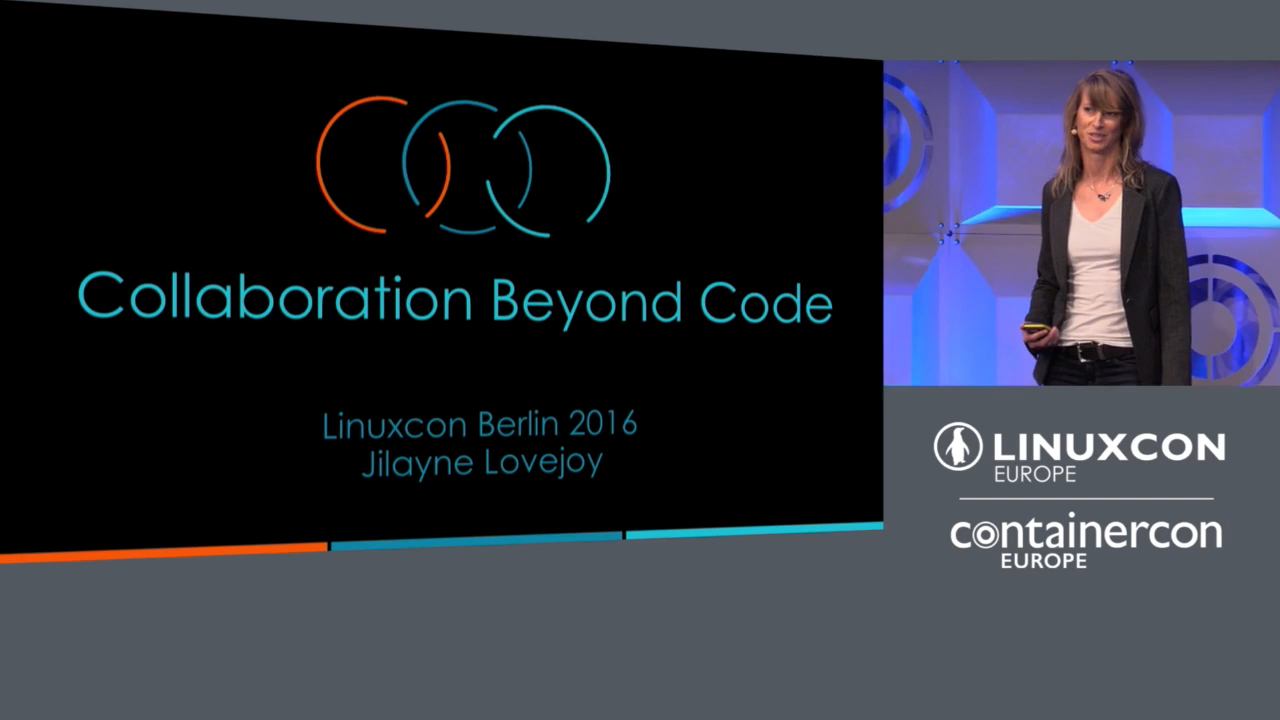 Collaboration Beyond Code
Linuxcon Berlin 2016
Jilayne Lovejoy
LINUXCON
EUROPE
containercon
EUROPE